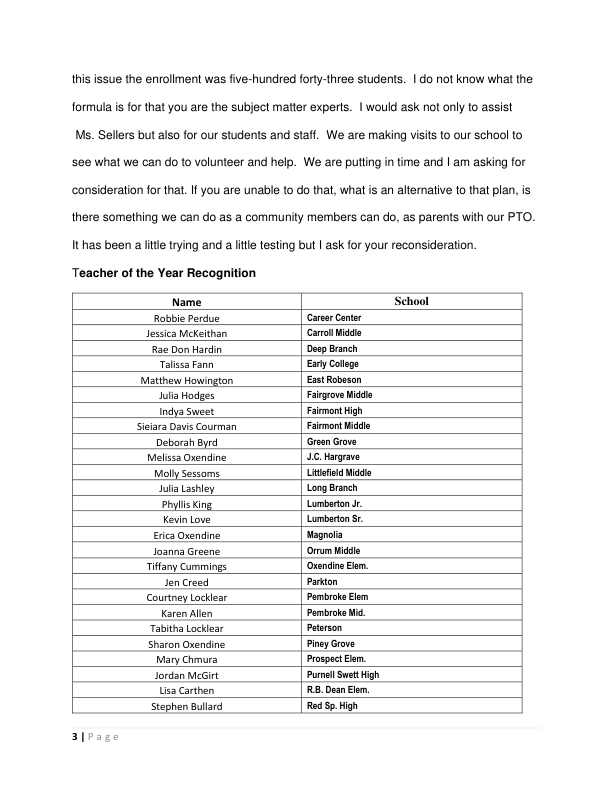 this issue the enrollment was five-hundred forty-three students.  I do not know what the
formula is for that you are the subject matter experts.  I would ask not only to assist
Ms. Sellers but also for our students and staff.  We are making visits to our school to
see what we can do to volunteer and help.  We are putting in time and I am asking for
consideration for that. If you are unable to do that, what is an alternative to that plan, is
there something we can do as a community members can do, as parents with our PTO.
It has been a little trying and a little testing but I ask for your reconsideration.
Teacher of the Year Recognition
Name School
Robbie Perdue Career Center
Jessica McKeithan Carroll Middle
Rae Don Hardin Deep Branch
Talissa Fann Early College
Matthew Howington East Robeson
Julia Hodges Fairgrove Middle
Indya Sweet Fairmont High
Sieiara Davis Courman Fairmont Middle
Deborah Byrd Green Grove
Melissa Oxendine J.C. Hargrave
Molly Sessoms Littlefield Middle
Julia Lashley Long Branch
Phyllis King Lumberton Jr.
Kevin Love Lumberton Sr.
Erica Oxendine Magnolia
Joanna Greene Orrum Middle
Tiffany Cummings Oxendine Elem.
Jen Creed Parkton
Courtney Locklear Pembroke Elem
Karen Allen Pembroke Mid.
Tabitha Locklear Peterson
Sharon Oxendine Piney Grove
Mary Chmura Prospect Elem.
Jordan McGirt Purnell Swett High
Lisa Carthen R.B. Dean Elem.
Stephen Bullard Red Sp. High
3 | Page